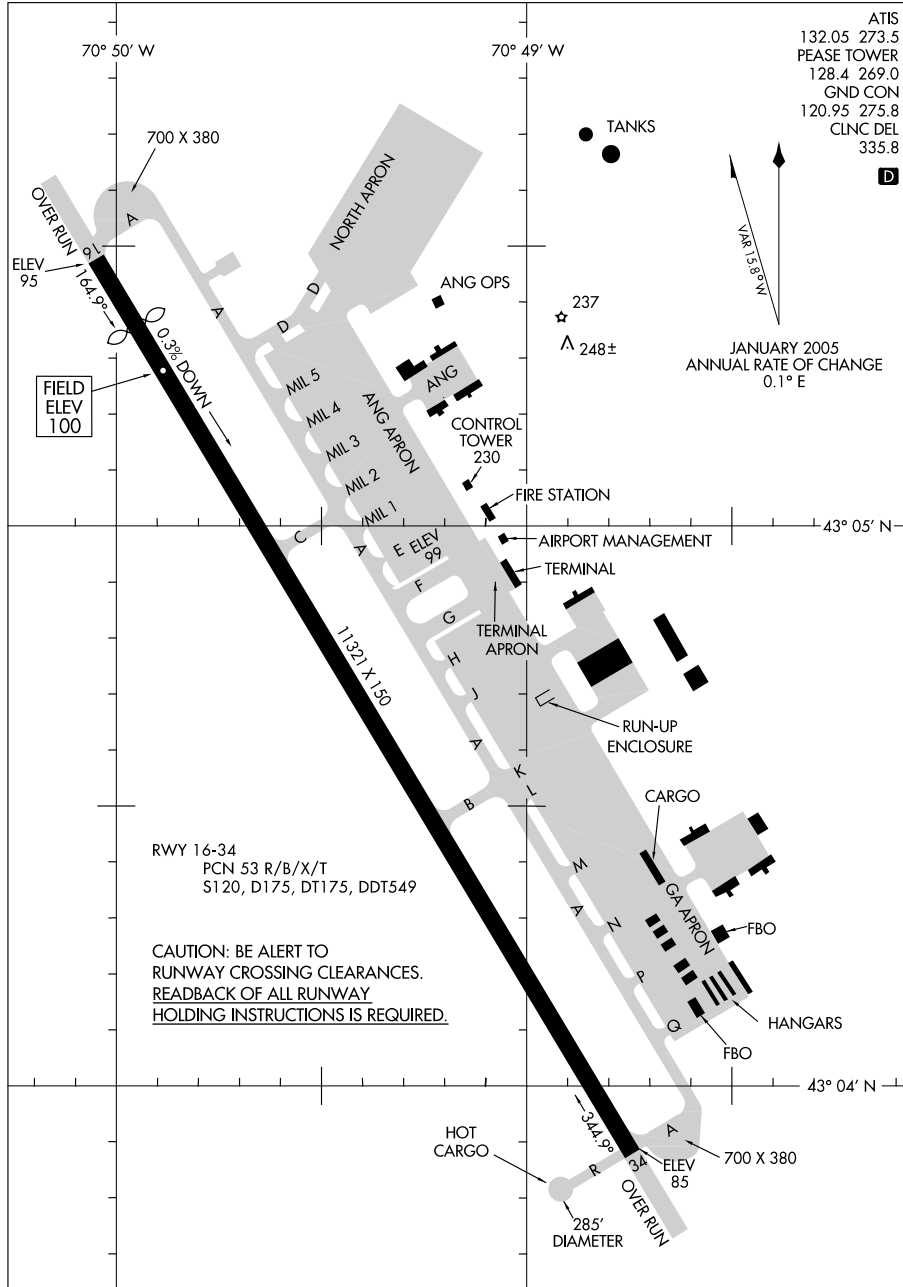 ATIS
132.05 273.5
PEASE TOWER
128.4 269.0
GND CON
120.95 275.8
CLNC DEL
335.8
D
70° 50' W
70° 49' W
700 X 380
TANKS
NORTH APRON
OVER RUN
A
16
ELEV
95
164.9°
VAR 15.8° W
JANUARY 2005
ANNUAL RATE OF CHANGE
0.1° E
D
D
A
ANG OPS
237
248±
0.3% DOWN
FIELD
ELEV
100
MIL 5
MIL 4
MIL 3
MIL 2
MIL 1
ANG APRON
ANG
CONTROL
TOWER
230
FIRE STATION
43° 05' N
AIRPORT MANAGEMENT
TERMINAL
C
A
E
ELEV
99
F
G
H
J
TERMINAL
APRON
11321 X 150
RUN-UP
ENCLOSURE
A
K
L
B
CARGO
RWY 16-34
PCN 53 R/B/X/T
S120, D175, DT175, DDT549
M
A
N
GA APRON
FBO
CAUTION: BE ALERT TO
RUNWAY CROSSING CLEARANCES.
READBACK OF ALL RUNWAY
HOLDING INSTRUCTIONS IS REQUIRED.
P
Q
HANGARS
FBO
43° 04' N
344.9°
HOT
CARGO
A
700 X 380
R
34
ELEV
85
OVER RUN
285'
DIAMETER